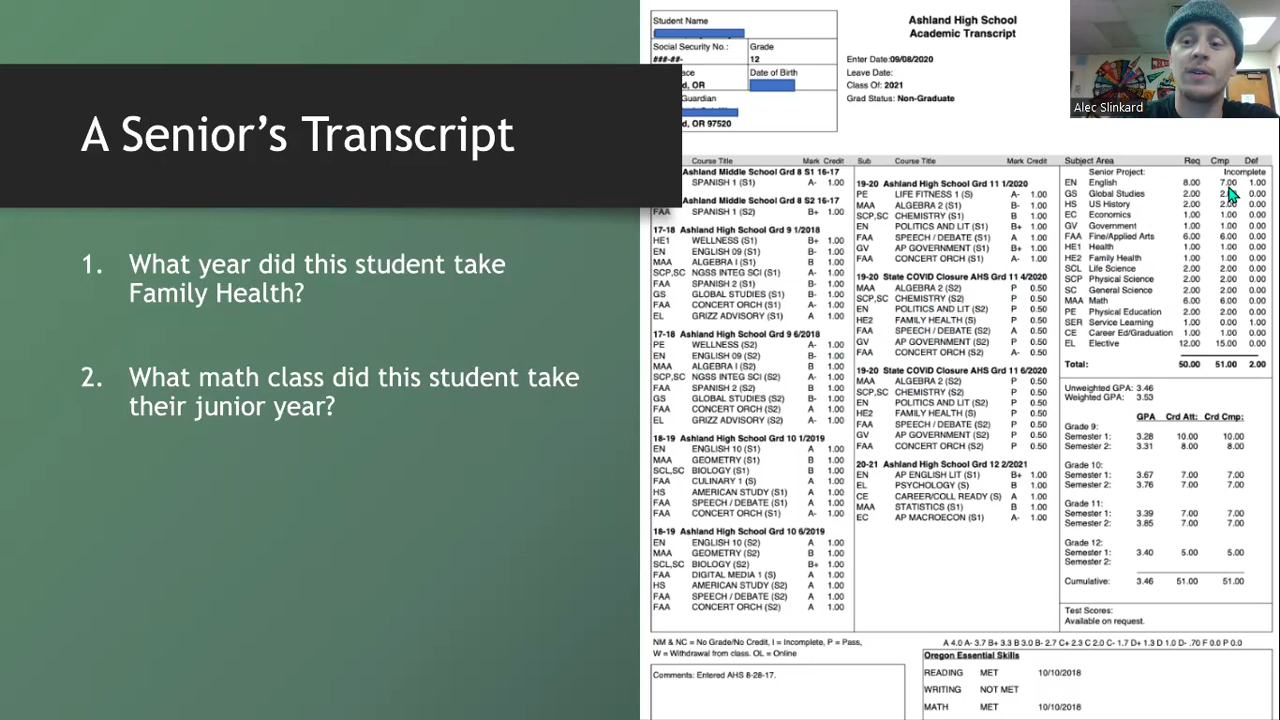 A Senior's Transcript
1. What year did this student take
Family Health?
2. What math class did this student take
their junior year?
Alec Slinkard
Student Name
Social Security No.: Grade
###-##- 12
ace Date of Birth
d, OR
Guardian
d, OR 97520
Ashland High School
Academic Transcript
Enter Date:09/08/2020
Leave Date:
Class Of: 2021
Grad Status: Non-Graduate
Course Title Mark Credit
Ashland Middle School Grd 8 S1 16-17
SPANISH 1 (S1) A- 1.00
Ashland Middle School Grd 8 S2 16-17
FAA SPANISH 1 (S2) B+ 1.00
17-18 Ashland High School Grd 9 1/2018
HE1 WELLNESS (S1) B+ 1.00
EN ENGLISH 09 (S1) B- 1.00
MAA ALGEBRA I (S1) B- 1.00
SCP,SC NGSS INTEG SCI (S1) A- 1.00
FAA SPANISH 2 (S1) B- 1.00
GS GLOBAL STUDIES (S1) B- 1.00
FAA CONCERT ORCH (S1) A- 1.00
EL GRIZZ ADVISORY (S1) A- 1.00
17-18 Ashland High School Grd 9 6/2018
PE WELLNESS (S2) A- 1.00
EN ENGLISH 09 (S2) B- 1.00
MAA ALGEBRA I (S2) B 1.00
SCP,SC NGSS INTEG SCI (S2) A- 1.00
FAA SPANISH 2 (S2) B 1.00
GS GLOBAL STUDIES (S2) B- 1.00
FAA CONCERT ORCH (S2) A- 1.00
EL GRIZZ ADVISORY (S2) A- 1.00
18-19 Ashland High School Grd 10 1/2019
EN ENGLISH 10 (S1) A 1.00
MAA GEOMETRY (S1) B 1.00
SCL,SC BIOLOGY (S1) B 1.00
FAA CULINARY 1 (S) A 1.00
HS AMERICAN STUDY (S1) A- 1.00
FAA SPEECH / DEBATE (S1) A 1.00
FAA CONCERT ORCH (S1) A- 1.00
18-19 Ashland High School Grd 10 6/2019
EN ENGLISH 10 (S2) A 1.00
MAA GEOMETRY (S2) B 1.00
SCL,SC BIOLOGY (S2) B+ 1.00
FAA DIGITAL MEDIA 1 (S) A 1.00
HS AMERICAN STUDY (S2) A 1.00
FAA SPEECH / DEBATE (S2) A 1.00
FAA CONCERT ORCH (S2) A 1.00
Sub Course Title Mark Credit
19-20 Ashland High School Grd 11 1/2020
PE LIFE FITNESS 1 (S) A- 1.00
MAA ALGEBRA 2 (S1) B- 1.00
SCP,SC CHEMISTRY (S1) B 1.00
EN POLITICS AND LIT (S1) B+ 1.00
FAA SPEECH / DEBATE (S1) A 1.00
GV AP GOVERNMENT (S1) B+ 1.00
FAA CONCERT ORCH (S1) A- 1.00
19-20 State COVID Closure AHS Grd 11 4/2020
MAA ALGEBRA 2 (S2) P 0.50
SCP,SC CHEMISTRY (S2) P 0.50
EN POLITICS AND LIT (S2) P 0.50
HE2 FAMILY HEALTH (S) P 0.50
FAA SPEECH / DEBATE (S2) A 0.50
GV AP GOVERNMENT (S2) P 0.50
FAA CONCERT ORCH (S2) A- 0.50
19-20 State COVID Closure AHS Grd 11 6/2020
MAA ALGEBRA 2 (S2) P 0.50
SCP,SC CHEMISTRY (S2) P 0.50
EN POLITICS AND LIT (S2) P 0.50
HE2 FAMILY HEALTH (S) P 0.50
FAA SPEECH / DEBATE (S2) P 0.50
GV AP GOVERNMENT (S2) P 0.50
FAA CONCERT ORCH (S2) P 0.50
20-21 Ashland High School Grd 12 2/2021
EN AP ENGLISH LIT (S1) B+ 1.00
EL PSYCHOLOGY (S) B 1.00
CE CAREER/COLL READY (S) A 1.00
MAA STATISTICS (S1) B 1.00
EC AP MACROECON (S1) A- 1.00
Subject Area Req Cmp Def
Senior Project: Incomplete
EN English 8.00 7.00 1.00
GS Global Studies 2.00 0.00
HS US History 2.00 2.00 0.00
EC Economics 1.00 1.00 0.00
GV Government 1.00 1.00 0.00
FAA Fine/Applied Arts 6.00 6.00 0.00
HE1 Health 1.00 1.00 0.00
HE2 Family Health 1.00 1.00 0.00
SCL Life Science 2.00 2.00 0.00
SCP Physical Science 2.00 2.00 0.00
SC General Science 2.00 2.00 0.00
MAA Math 6.00 6.00 0.00
PE Physical Education 2.00 2.00 0.00
SER Service Learning 1.00 0.00 1.00
CE Career Ed/Graduation 1.00 1.00 0.00
EL Elective 12.00 15.00 0.00
Total: 50.00 51.00 2.00
Unweighted GPA: 3.46
Weighted GPA: 3.53
GPA Crd Att: Crd Cmp:
Grade 9:
Semester 1: 3.28 10.00 10.00
Semester 2: 3.31 8.00 8.00
Grade 10:
Semester 1: 3.67 7.00 7.00
Semester 2: 3.76 7.00 7.00
Grade 11:
Semester 1: 3.39 7.00 7.00
Semester 2: 3.85 7.00 7.00
Grade 12:
Semester 1: 3.40 5.00 5.00
Semester 2:
Cumulative: 3.46 51.00 51.00
Test Scores:
Available on request.
NM & NC = No Grade/No Credit, I = Incomplete, P = Pass,
W = Withdrawal from class. OL = Online
A 4.0 A- 3.7 B+ 3.3 B 3.0 B- 2.7 C+ 2.3 C 2.0 C- 1.7 D+ 1.3 D 1.0 D- .70 F 0.0 P 0.0
Comments: Entered AHS 8-28-17.
Oregon Essential Skills
READING MET 10/10/2018
WRITING NOT MET
MATH MET 10/10/2018